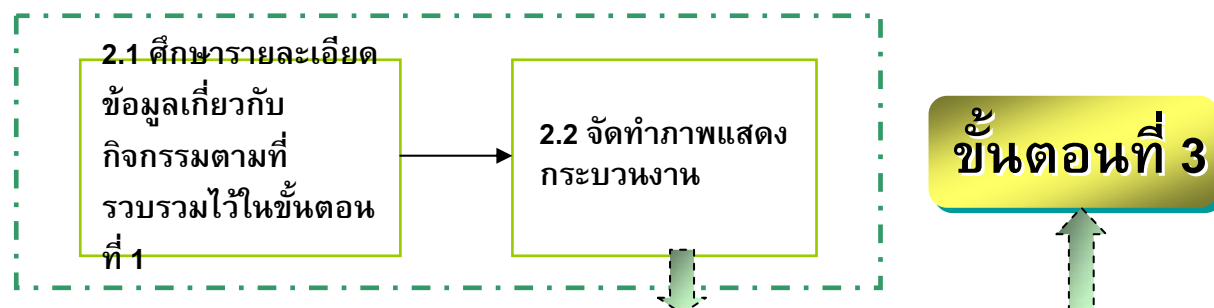 2.1 ศึกษารายละเอียด
ข้อมูลเกี่ยวกับ
กิจกรรมตามที่
รวบรวมไว้ในขั้นตอน
ที่ 1
2.2 จัดทำภาพแสดง
กระบวนงาน
ขั้นตอนที่ 3